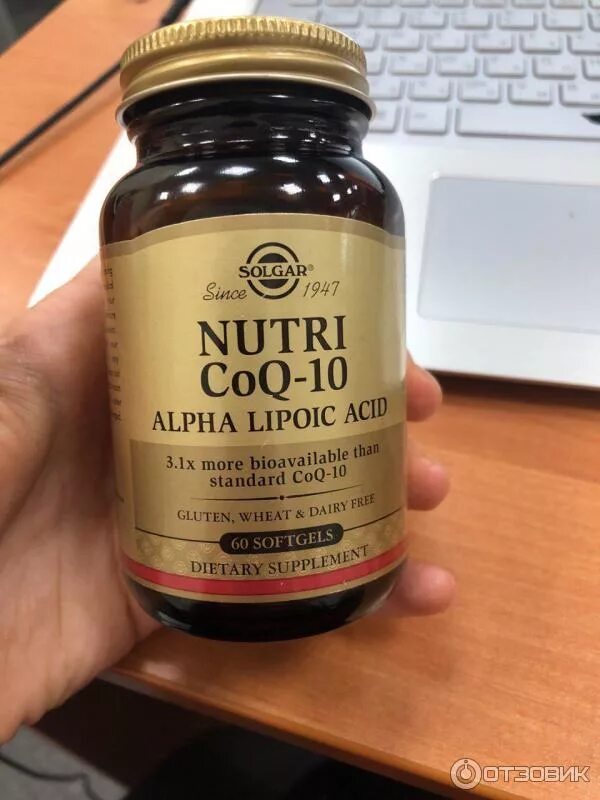 SOLGAR®
Since 1947
NUTRI
CoQ-10
ALPHA LIPOIC ACID
3.1x more bioavailable than
standard CoQ-10
GLUTEN, WHEAT & DAIRY FREE
60 SOFTGELS
DIETARY SUPPLEMENT
ОТЗОВИК